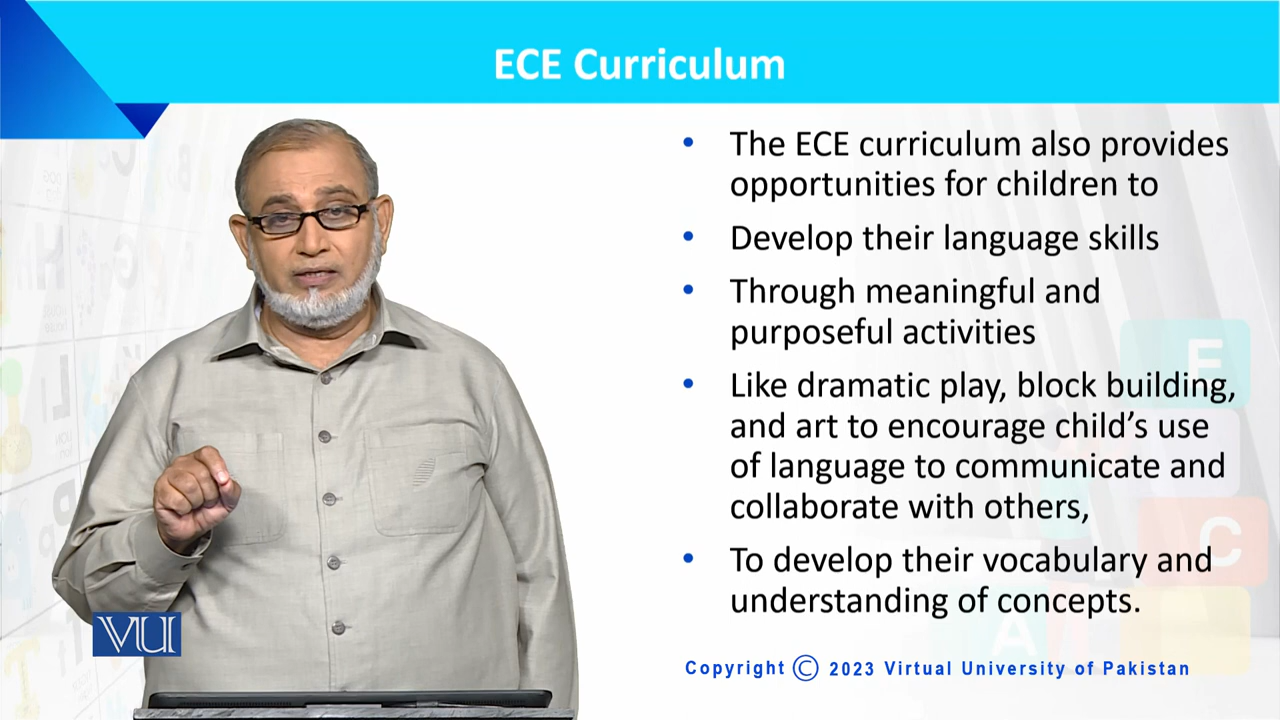 ECE Curriculum
• The ECE curriculum also provides
opportunities for children to
• Develop their language skills
• Through meaningful and
purposeful activities
• Like dramatic play, block building,
and art to encourage child's use
of language to communicate and
collaborate with others,
• To develop their vocabulary and
understanding of concepts.
VU
Copyright © 2023 Virtual University of Pakistan